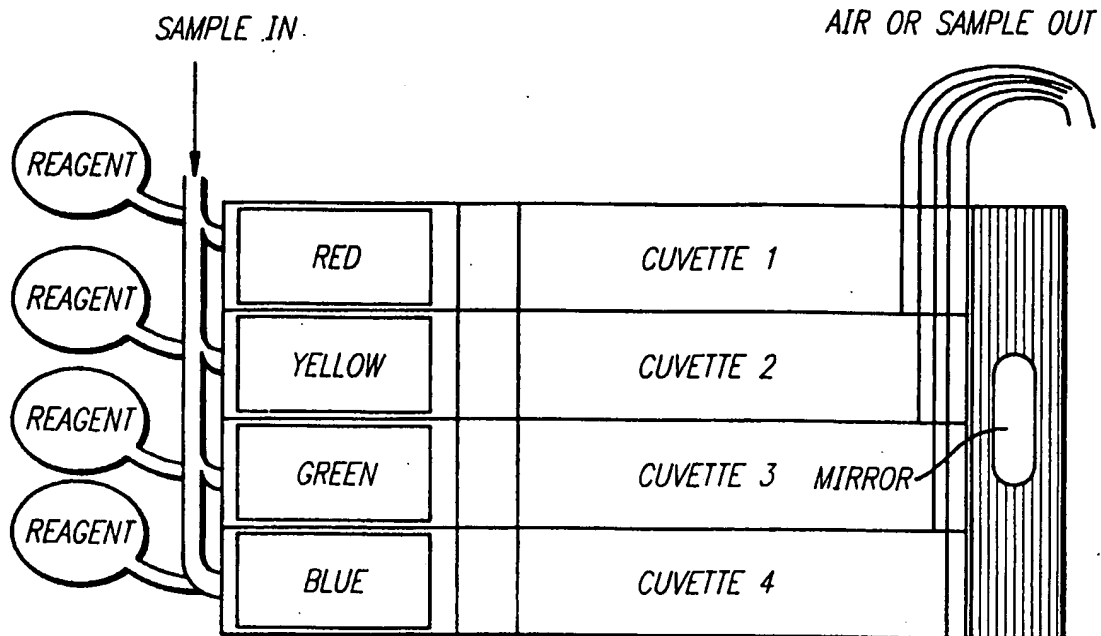 SAMPLE IN
AIR OR SAMPLE OUT
REAGENT
RED
CUVETTE 1
REAGENT
YELLOW
CUVETTE 2
REAGENT
GREEN
CUVETTE 3
MIRROR
REAGENT
BLUE
CUVETTE 4